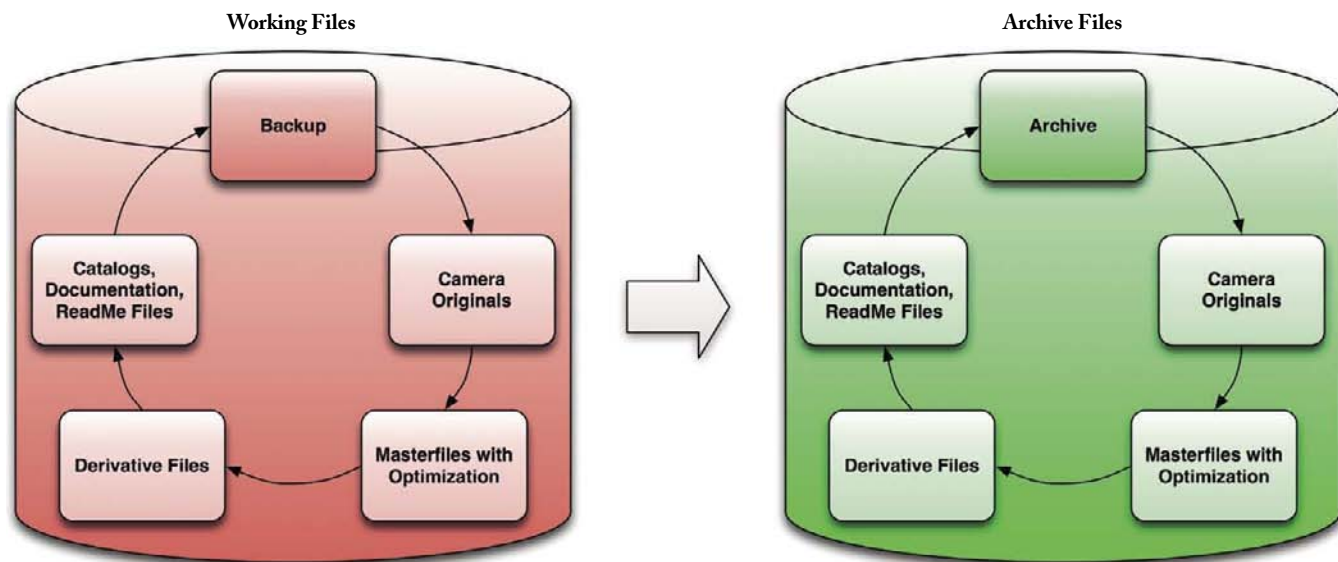 Working Files
Backup
Camera
Originals
Masterfiles with
Optimization
Derivative Files
Catalogs,
Documentation,
ReadMe Files
Archive Files
Archive
Camera
Originals
Masterfiles with
Optimization
Derivative Files
Catalogs,
Documentation,
ReadMe Files